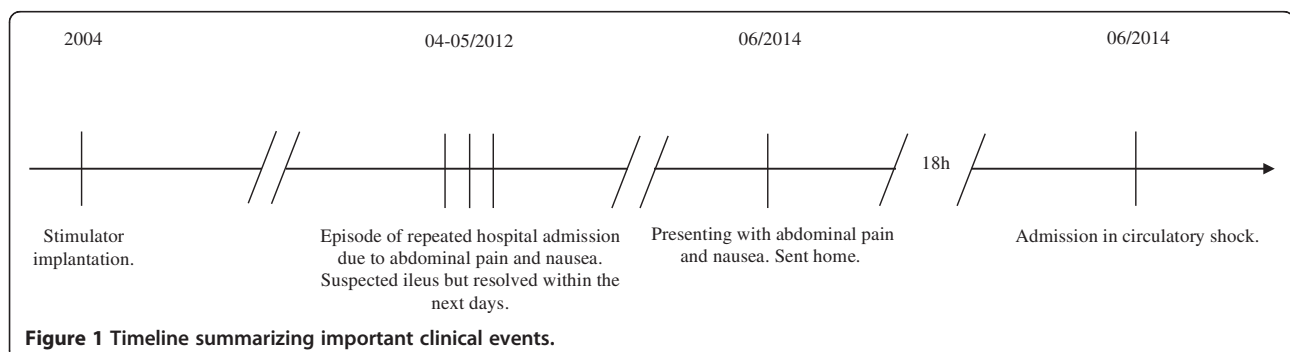 2004
04-05/2012
06/2014
06/2014
18h
Stimulator
implantation.
Episode of repeated hospital admission
due to abdominal pain and nausea.
Suspected ileus but resolved within the
next days.
Presenting with abdominal pain
and nausea. Sent home.
Admission in circulatory shock.
Figure 1 Timeline summarizing important clinical events.